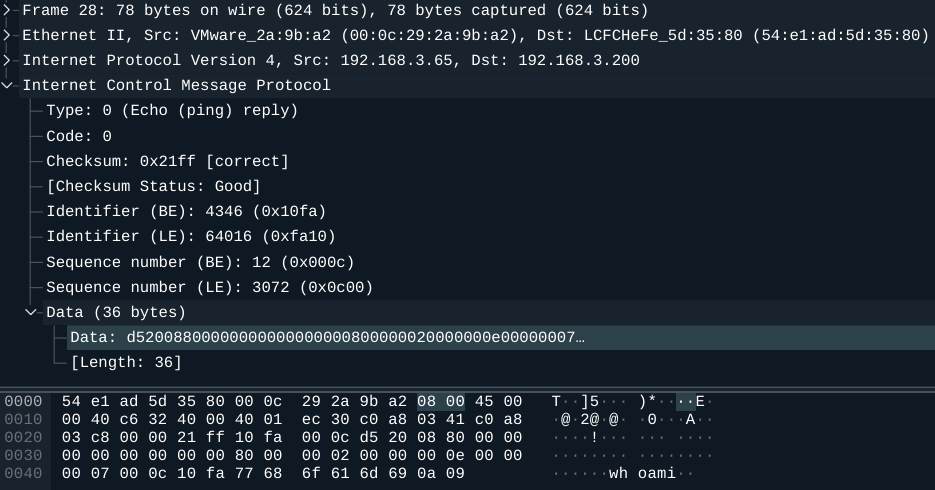 Frame 28: 78 bytes on wire (624 bits), 78 bytes captured (624 bits)
Ethernet II, Src: VMware_2a:9b:a2 (00:0c:29:2a:9b:a2), Dst: LCFCHeFe_5d:35:80 (54:e1:ad:5d:35:80)
Internet Protocol Version 4, Src: 192.168.3.65, Dst: 192.168.3.200
Internet Control Message Protocol
Type: 0 (Echo (ping) reply)
Code: 0
Checksum: 0x21ff [correct]
[Checksum Status: Good]
Identifier (BE): 4346 (0x10fa)
Identifier (LE): 64016 (0xfa10)
Sequence number (BE): 12 (0x000c)
Sequence number (LE): 3072 (0x0c00)
Data (36 bytes)
Data: d52008800000000000000000800000020000000e00000007…
[Length: 36]
0000 54 e1 ad 5d 35 80 00 0c 29 2a 9b a2 08 00 45 00 T··]5··· )*····E·
0010 00 40 c6 32 40 00 40 01 ec 30 c0 a8 03 41 c0 a8 ·@·2@·@· ·0···A··
0020 03 c8 00 00 21 ff 10 fa 00 0c d5 20 08 80 00 00 ····!··· ··· ····
0030 00 00 00 00 00 00 80 00 00 02 00 00 00 0e 00 00 ········ ········
0040 00 07 00 0c 10 fa 77 68 6f 61 6d 69 0a 09 ······wh oami··